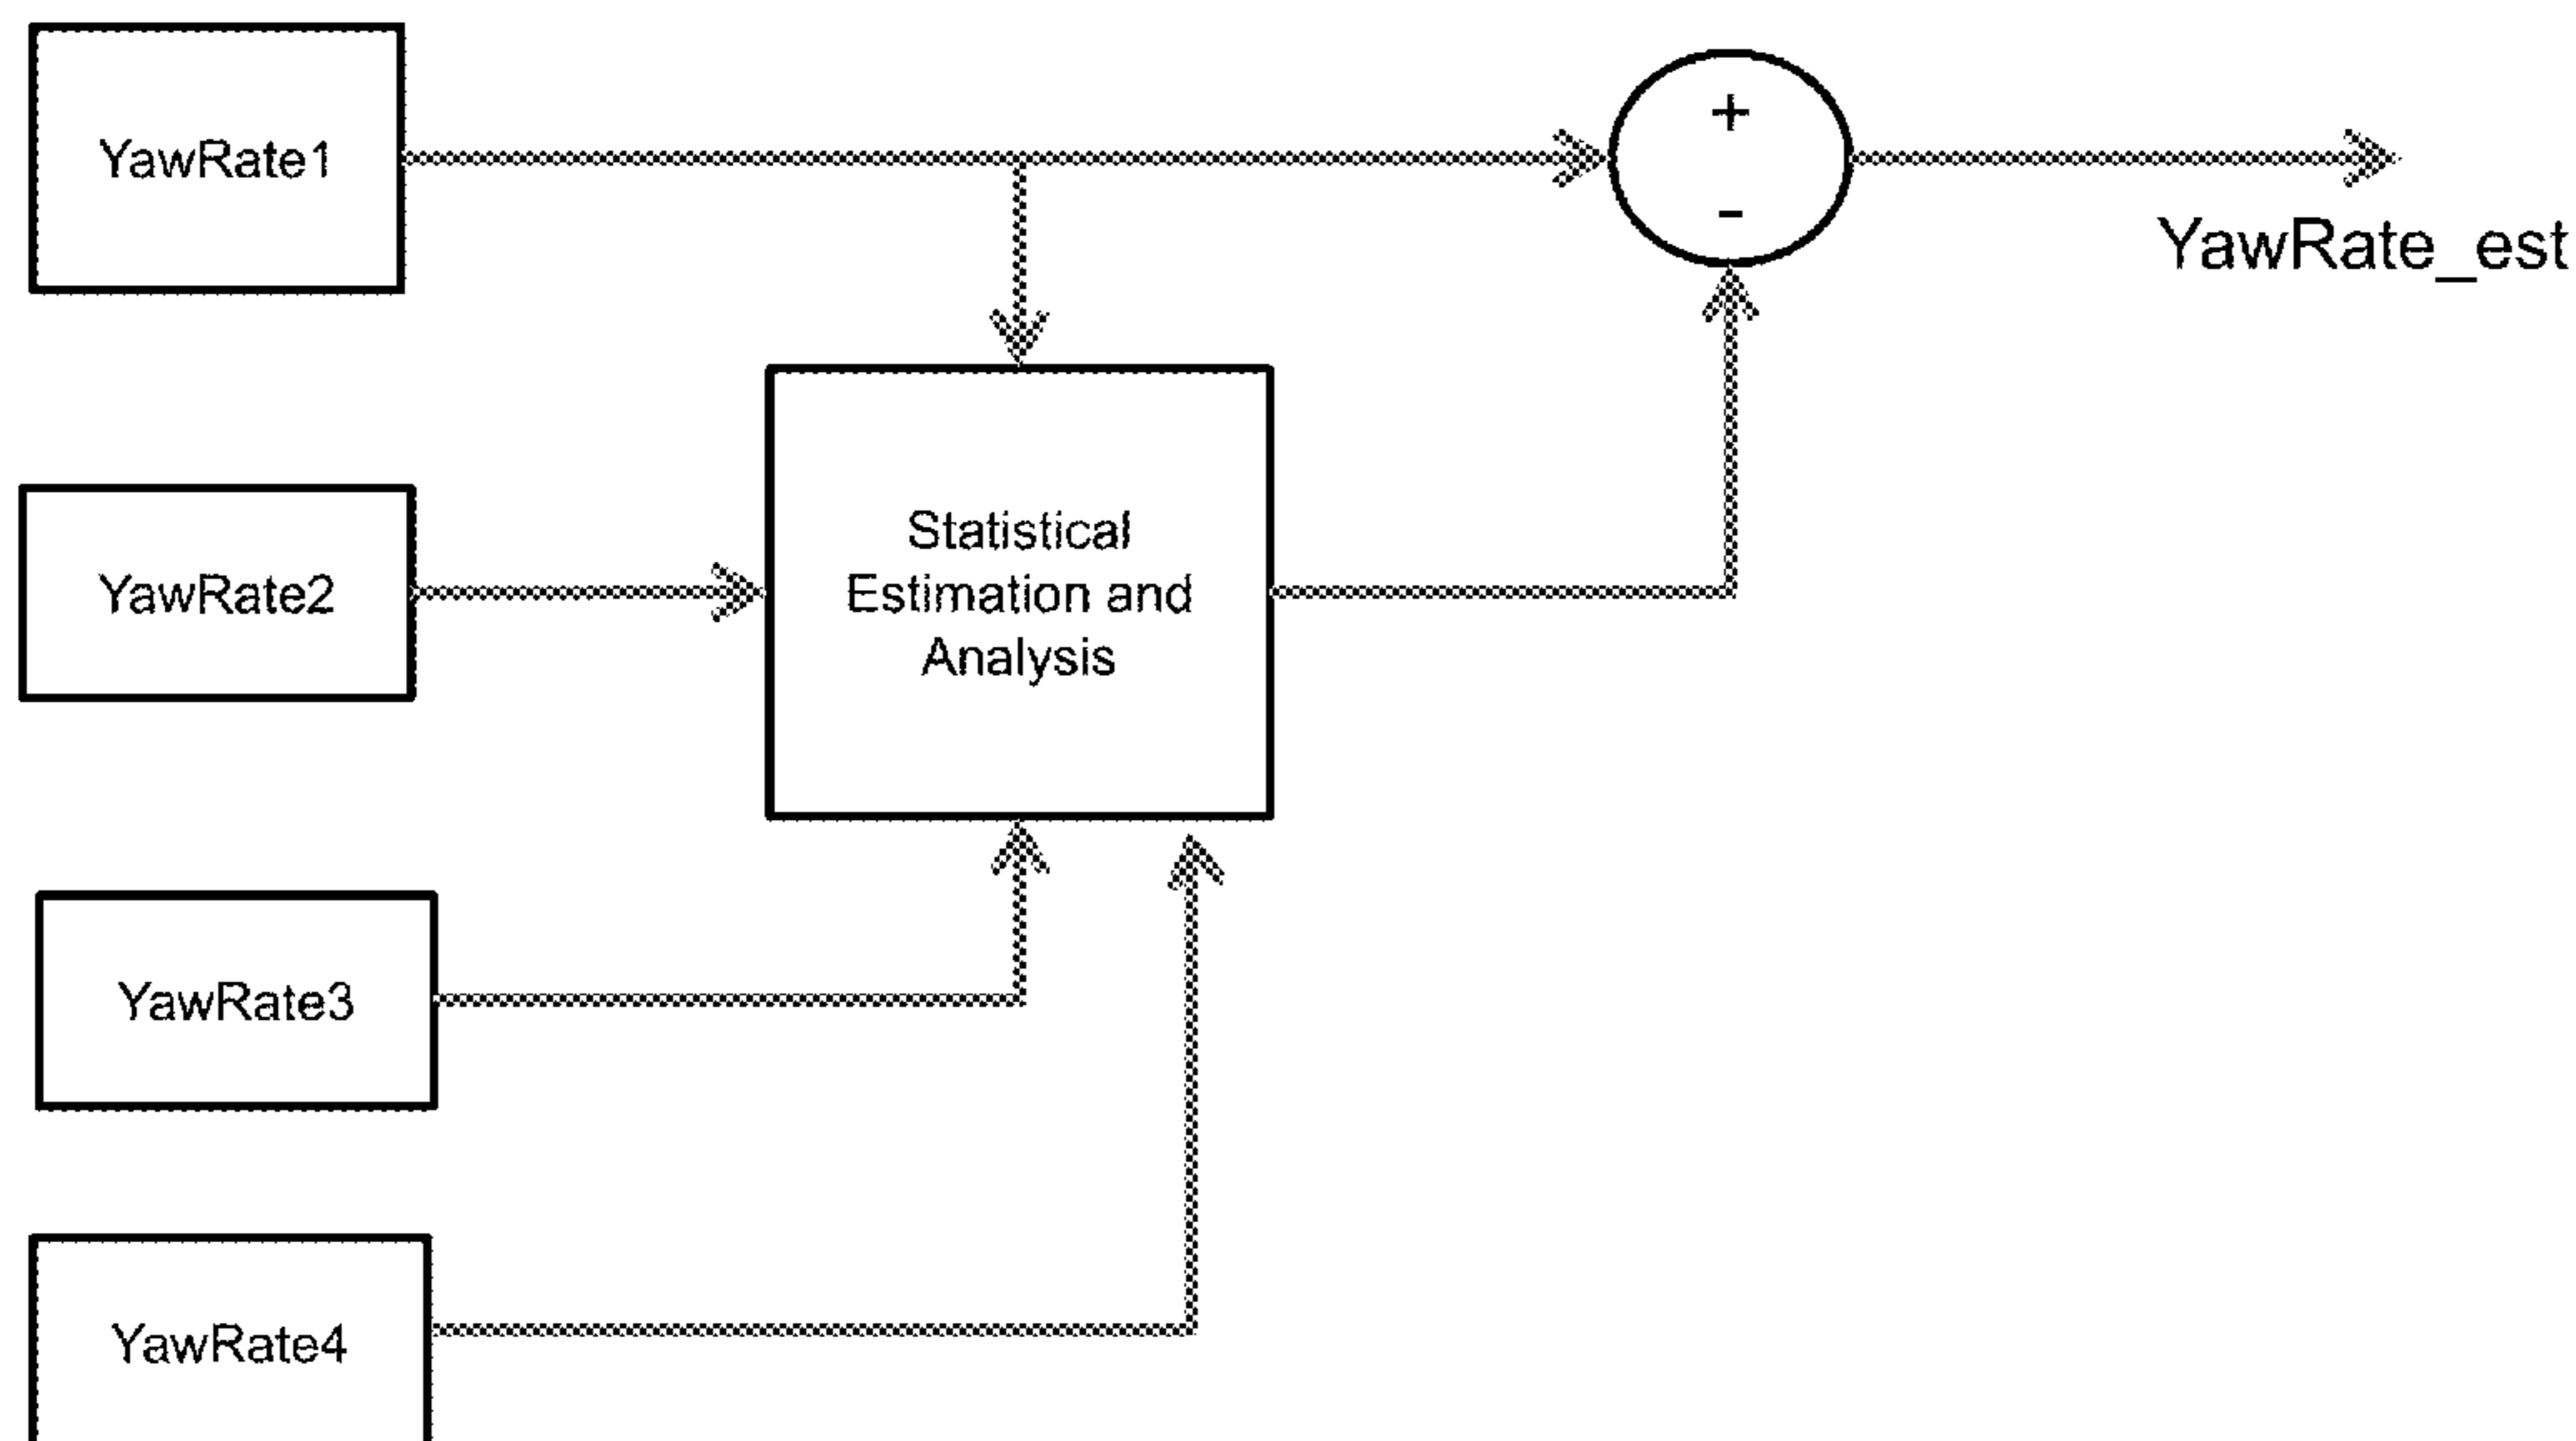 YawRate1
+
-
YawRate_est
YawRate2
Statistical
Estimation and
Analysis
YawRate3
YawRate4